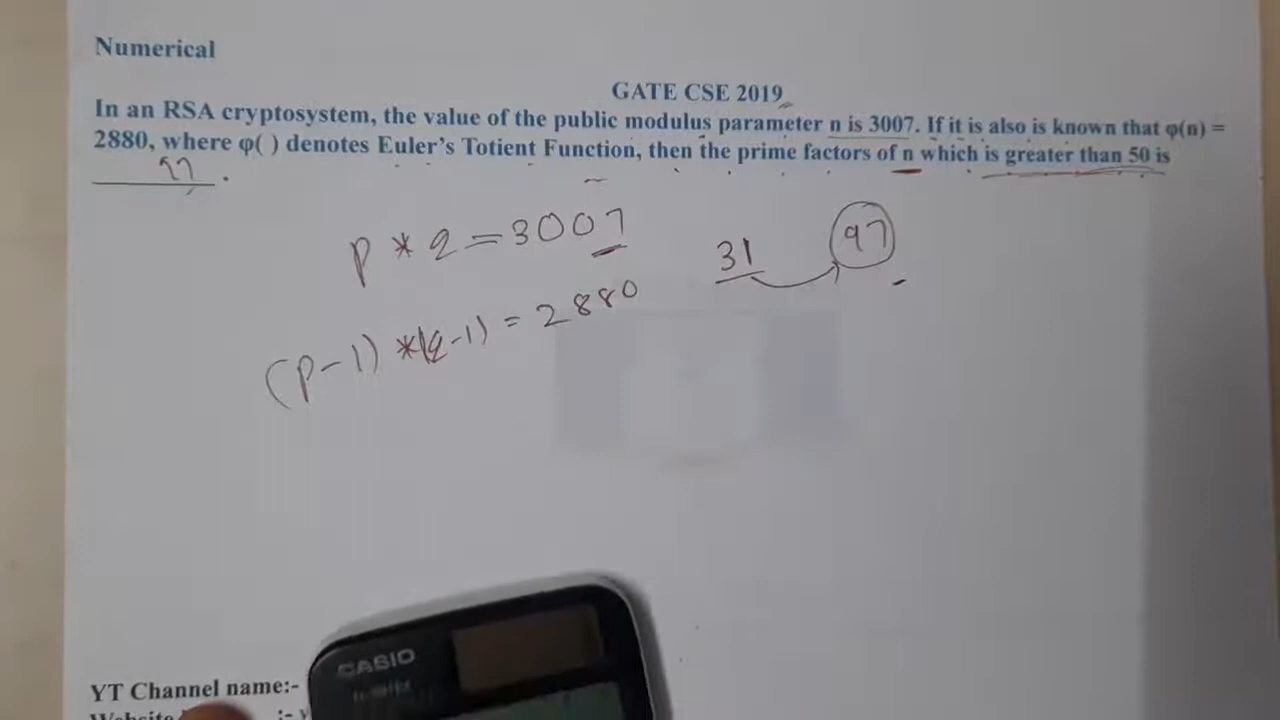 Numerical
GATE CSE 2019
In an RSA cryptosystem, the value of the public modulus parameter n is 3007. If it is also is known that φ(n) =
2880, where φ( ) denotes Euler's Totient Function, then the prime factors of n which is greater than 50 is
97 .
p * q = 3007
31 97
(p-1) * (q-1) = 2880
CASIO
YT Channel name:-
Website :-